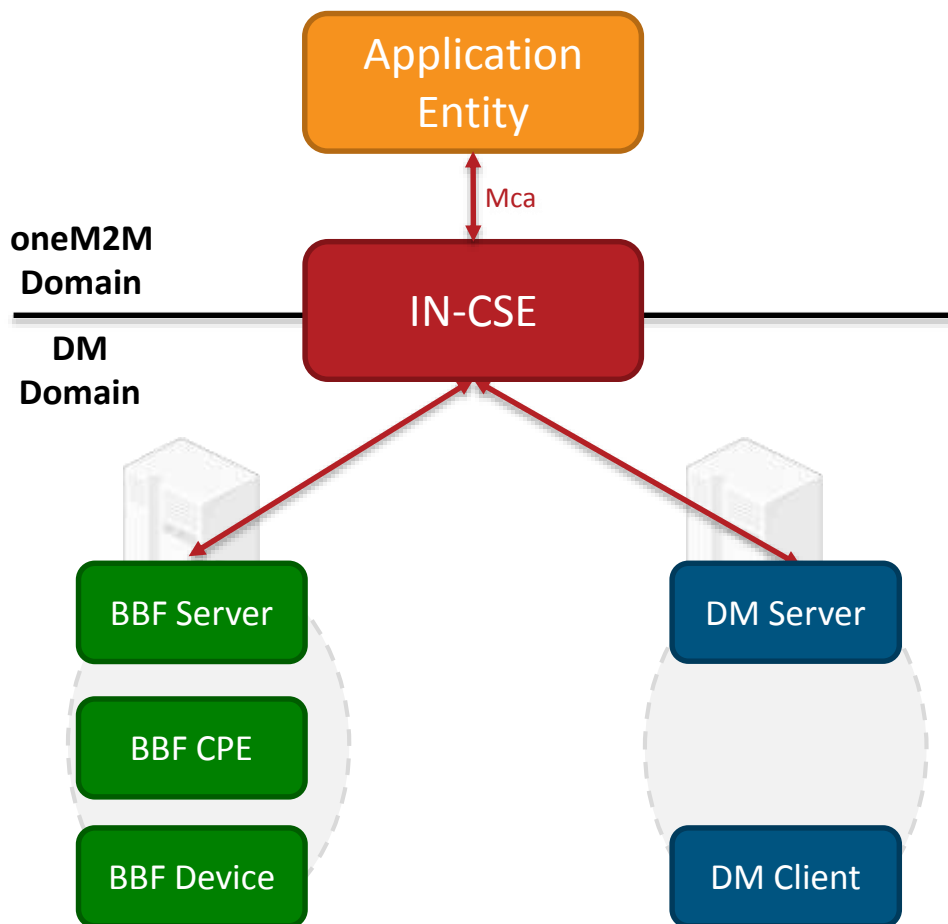 Application
Entity
Mca
oneM2M
Domain
IN-CSE
DM
Domain
BBF Server
DM Server
BBF CPE
BBF Device
DM Client